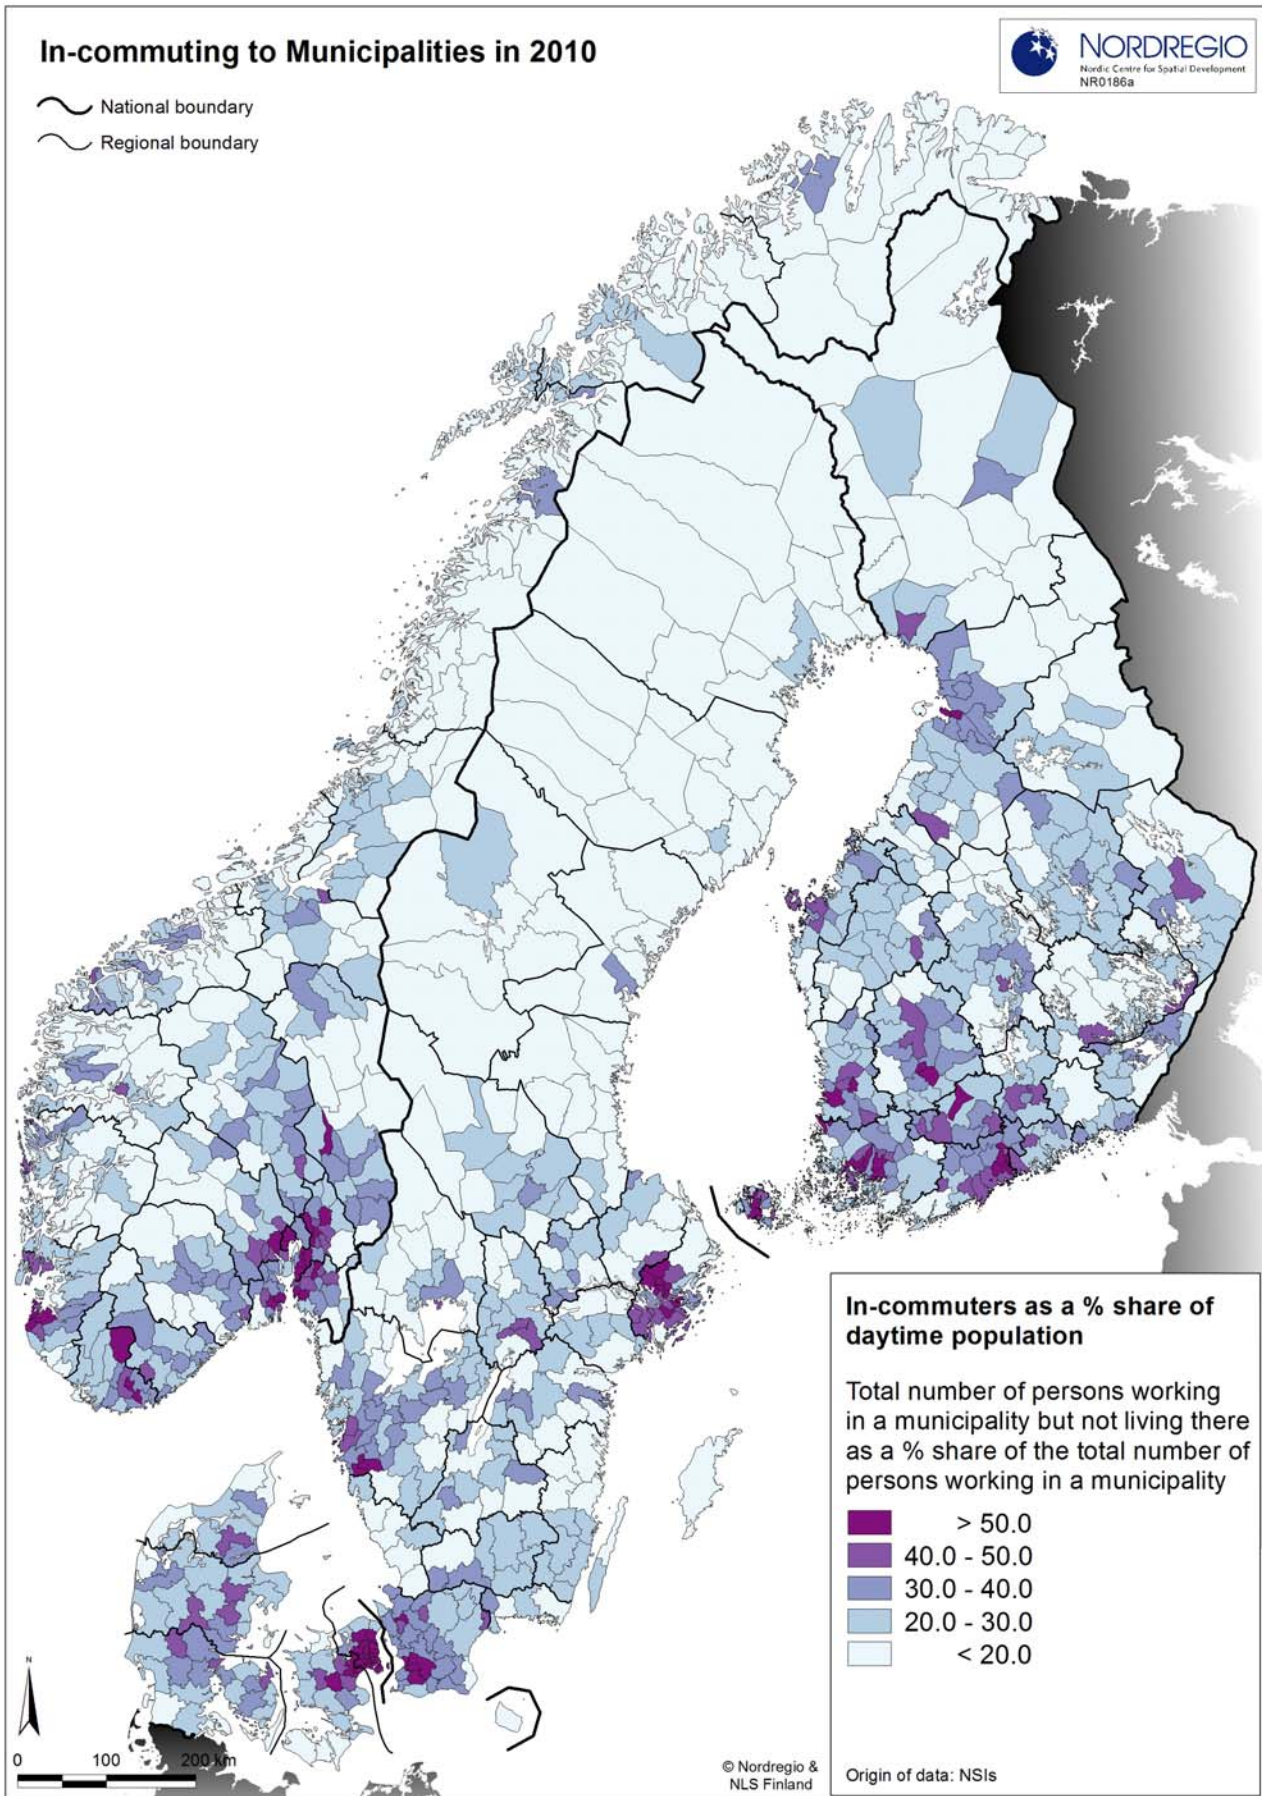 In-commuting to Municipalities in 2010
National boundary
Regional boundary
NORDREGIO
Nordic Centre for Spatial Development
NR0186a
In-commuters as a % share of
daytime population
Total number of persons working
in a municipality but not living there
as a % share of the total number of
persons working in a municipality
> 50.0
40.0 - 50.0
30.0 - 40.0
20.0 - 30.0
< 20.0
Origin of data: NSIs
N
0 100 200 km
© Nordregio &
NLS Finland